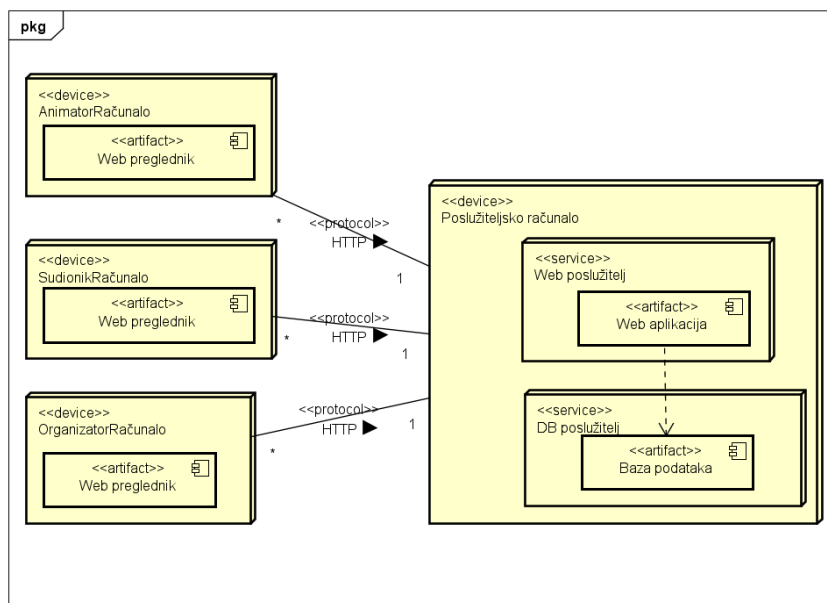 pkg
<<device>>
AnimatorRačunalo
<<artifact>>
Web preglednik
*
<<protocol>>
HTTP
1
<<device>>
SudionikRačunalo
<<artifact>>
Web preglednik
*
<<protocol>>
HTTP
1
<<device>>
OrganizatorRačunalo
<<artifact>>
Web preglednik
*
<<protocol>>
HTTP
1
<<device>>
Poslužiteljsko računalo
<<service>>
Web poslužitelj
<<artifact>>
Web aplikacija
<<service>>
DB poslužitelj
<<artifact>>
Baza podataka